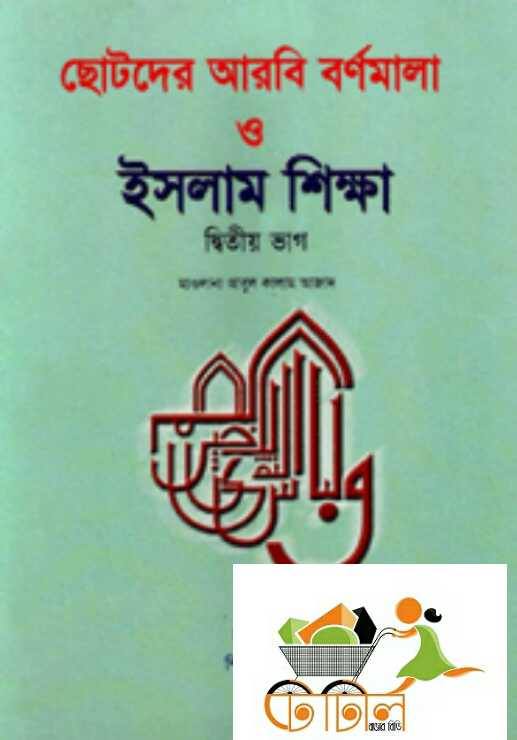 ছোটদের আরবি বর্ণমালা
ও
ইসলাম শিক্ষা
দ্বিতীয় ভাগ
মাওলানা আবুল কালাম আজাদ
টোটাল